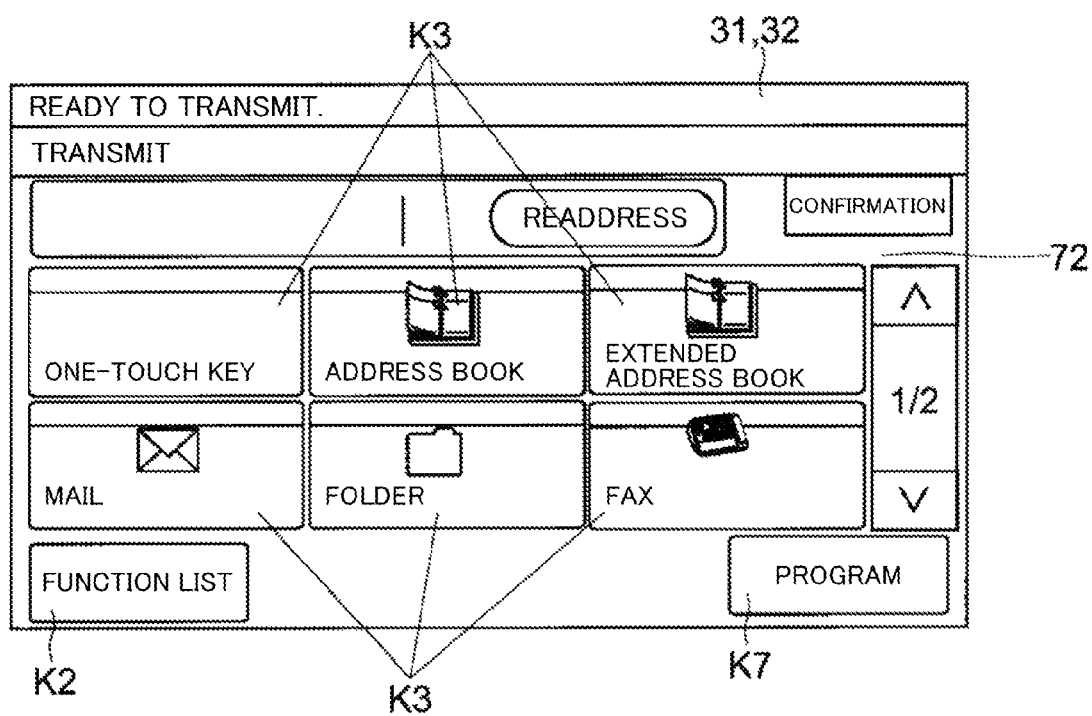 K3
31,32
READY TO TRANSMIT.
TRANSMIT
READDRESS
CONFIRMATION
72
ONE-TOUCH KEY
ADDRESS BOOK
EXTENDED
ADDRESS BOOK
1/2
MAIL
FOLDER
FAX
FUNCTION LIST
PROGRAM
K2
K3
K7